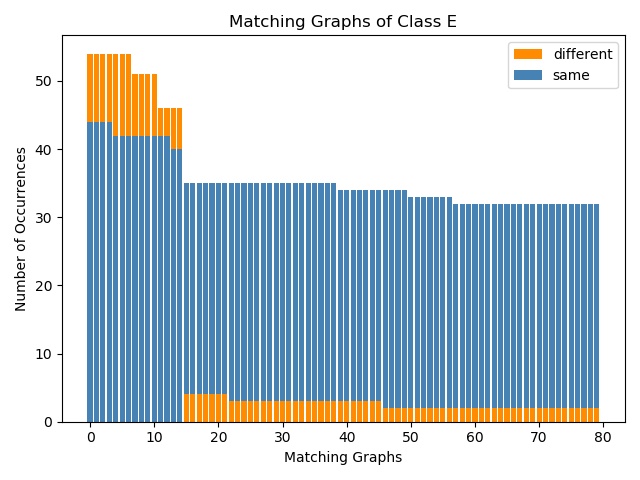 Matching Graphs of Class E
different
same
Number of Occurrences
50
40
30
20
10
0
0 10 20 30 40 50 60 70 80
Matching Graphs